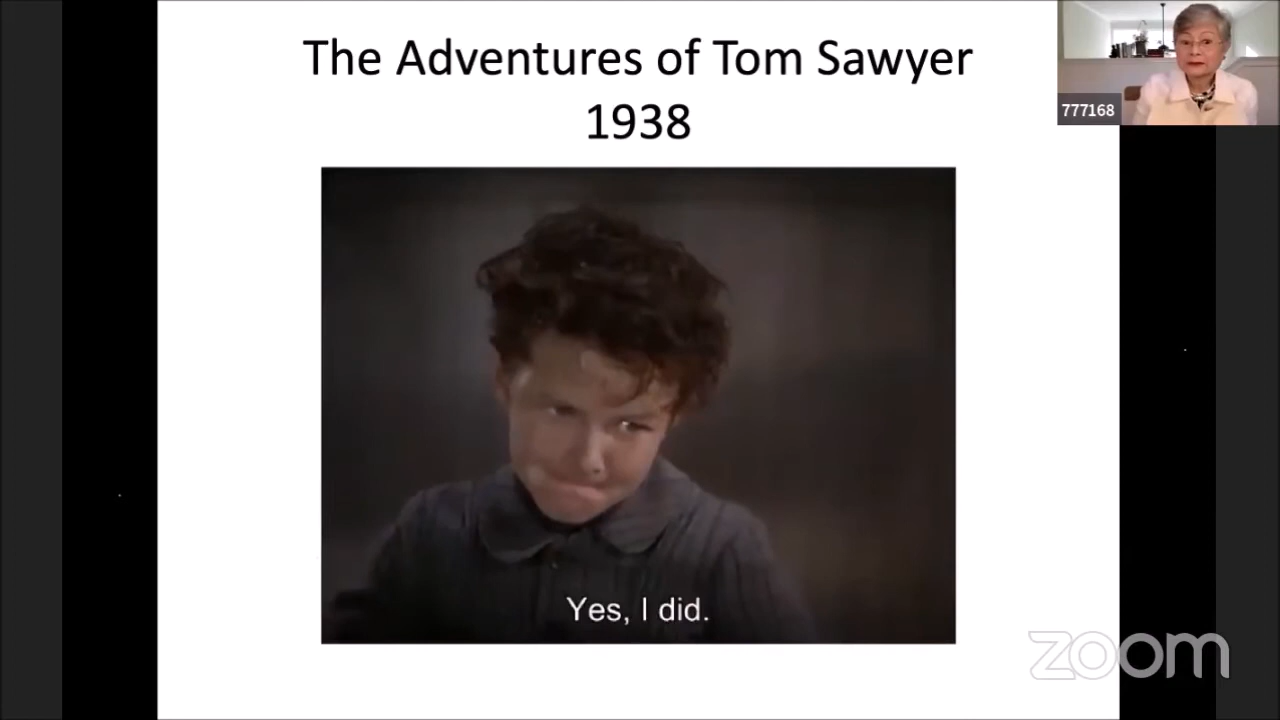 The Adventures of Tom Sawyer
1938
777168
Yes, I did.
zoom